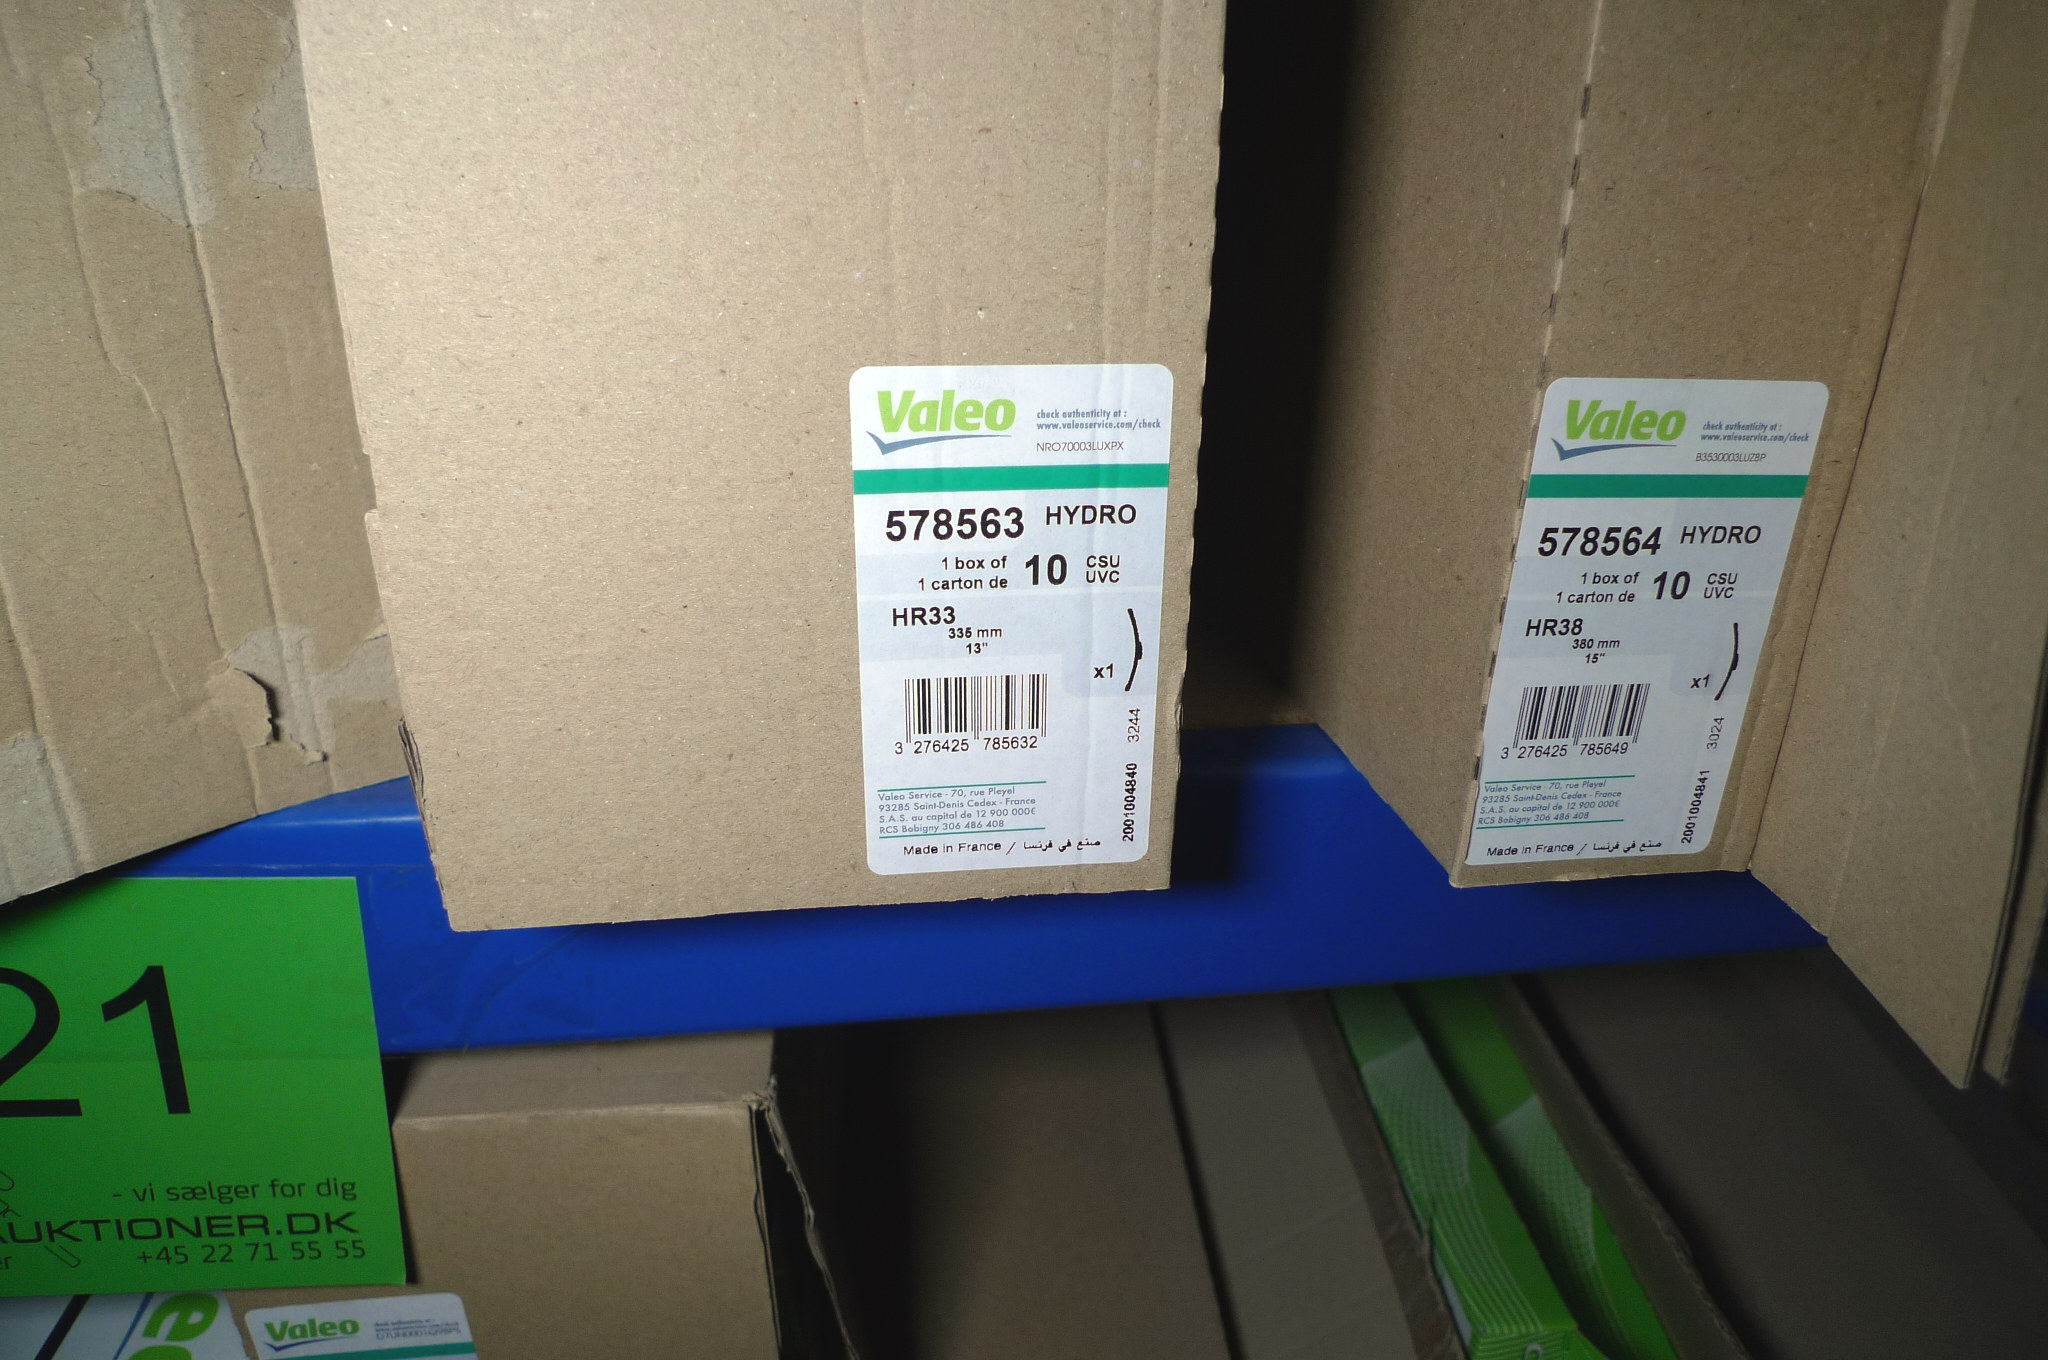 Valeo
check authenticity at :
www.valeoservice.com/check
NRO70003LUXPX
578563 HYDRO
1 box of
1 carton de
10 CSU
UVC
HR33
335 mm
13"
x1
3 276425 785632
3244
2001004840
Valeo Service - 70, rue Pleyel
93285 Saint-Denis Cedex - France
S.A.S. au capital de 12 900 000€
RCS Bobigny 306 486 408
Made in France / صنع في فرنسا
Valeo
check authenticity at :
www.valeoservice.com/check
B3530003LUZ8P
578564 HYDRO
1 box of
1 carton de
10 CSU
UVC
HR38
380 mm
15"
x1
3 276425 785649
3024
2001004841
Valeo Service - 70, rue Pleyel
93285 Saint-Denis Cedex - France
S.A.S. au capital de 12 900 000€
RCS Bobigny 306 486 408
Made in France / صنع في فرنسا
21
- vi sælger for dig
AUKTIONER.DK
+45 22 71 55 55
Valeo